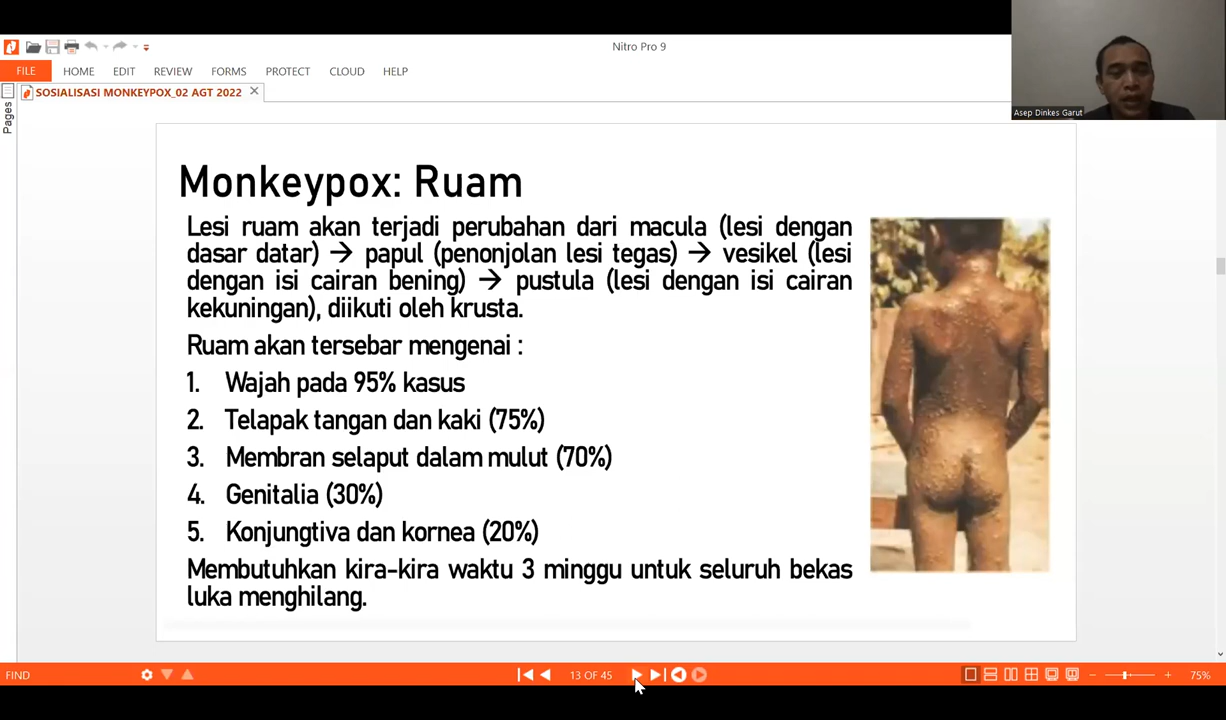 Nitro Pro 9
FILE HOME EDIT REVIEW FORMS PROTECT CLOUD HELP
SOSIALISASI MONKEYPOX_02 AGT 2022
Asep Dinkes Garut
Pages
Monkeypox: Ruam
Lesi ruam akan terjadi perubahan dari macula (lesi dengan
dasar datar) → papul (penonjolan lesi tegas) → vesikel (lesi
dengan isi cairan bening) → pustula (lesi dengan isi cairan
kekuningan), diikuti oleh krusta.
Ruam akan tersebar mengenai :
1. Wajah pada 95% kasus
2. Telapak tangan dan kaki (75%)
3. Membran selaput dalam mulut (70%)
4. Genitalia (30%)
5. Konjungtiva dan kornea (20%)
Membutuhkan kira-kira waktu 3 minggu untuk seluruh bekas
luka menghilang.
FIND 13 OF 45 75%